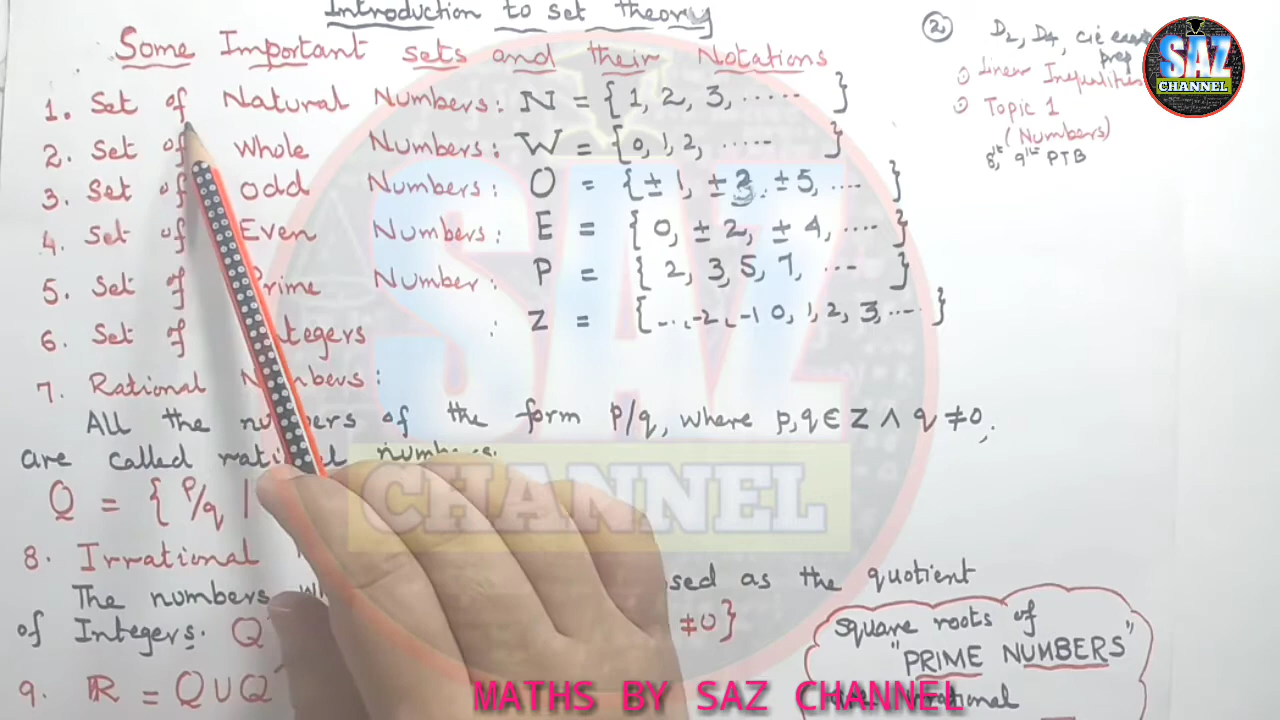 Introduction to set theory
Some Important sets and their Notations
1. Set of Natural Numbers: N = { 1, 2, 3, ...... }
2. Set of Whole Numbers: W = { 0, 1, 2, ..... }
3. Set of Odd Numbers: O = { ± 1, ± 3, ± 5, .... }
4. Set of Even Numbers: E = { 0, ± 2, ± 4, .... }
5. Set of Prime Number: P = { 2, 3, 5, 7, ... }
6. Set of Integers : Z = { ..., -2, -1 0, 1, 2, 3, .... }
7. Rational Numbers:
All the numbers of the form p/q, where p, q ∈ Z ∧ q ≠ 0,
are called rational numbers.
Q = { P/q |
8. Irrational
The numbers sed as the quotient
of Integers. Q' ≠0}
9. ℝ = Q U Q'
② D2, D4,
Linear Inequalities
Topic 1
(Numbers)
8th, 9th PTB
square roots of
"PRIME NUMBERS"
irrational
SAZ
CHANNEL
SAZ
CHANNEL
MATHS BY SAZ CHANNEL